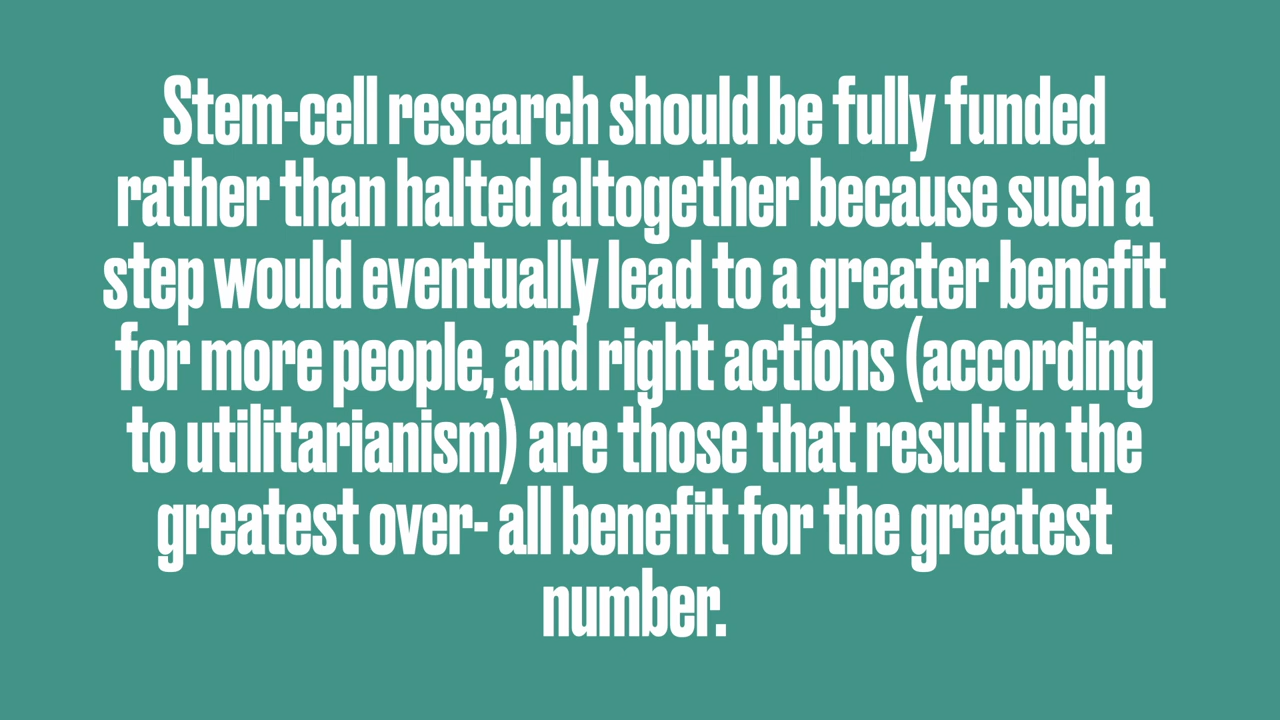 Stem-cell research should be fully funded
rather than halted altogether because such a
step would eventually lead to a greater benefit
for more people, and right actions (according
to utilitarianism) are those that result in the
greatest over- all benefit for the greatest
number.